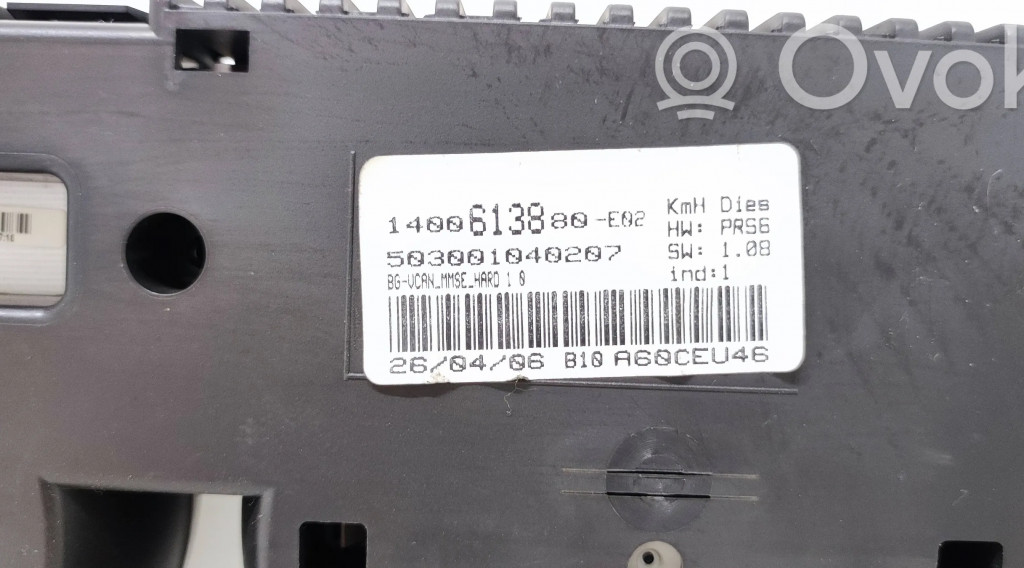 Ovok
1400613880-E02
KmH Dies
HW: PRS6
503001040207
SW: 1.08
BG-VCAN_MMSE_HARD 1 0
ind:1
26/04/06 B10 A60CEU46